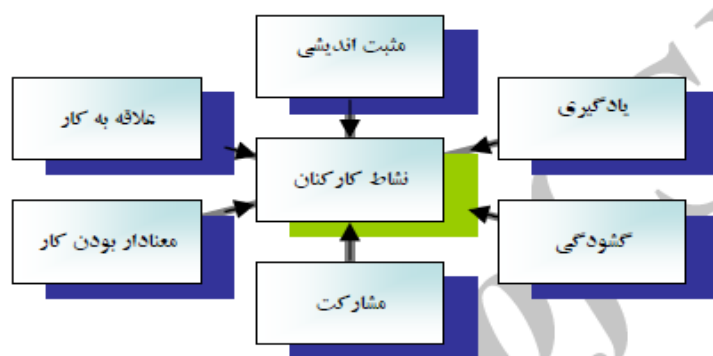 مثبت اندیشی
یادگیری
علاقه به کار
نشاط کارکنان
گشودگی
معنادار بودن کار
مشارکت